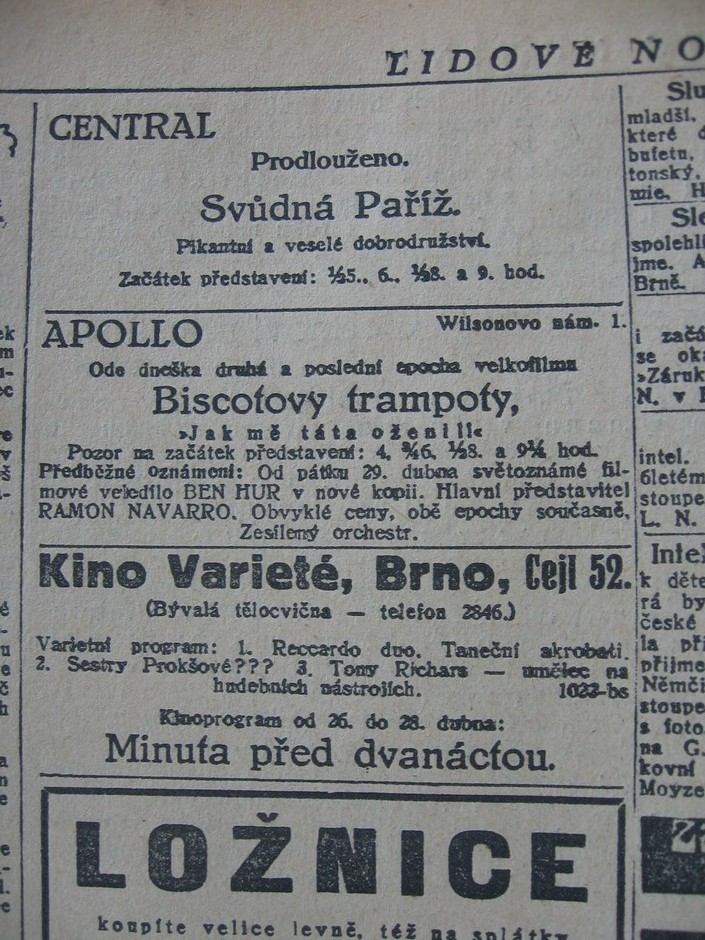 LIDOVÉ NO
CENTRAL
Prodlouženo.
Svůdná Paříž.
Pikantní a veselé dobrodružství.
Začátek představení: ½5., 6., ½8. a 9. hod.
APOLLO
Wilsonovo nám. 1.
Ode dneška druhá a poslední epocha velkofilmu
Biscotovy trampoty,
»Jak mě táta oženil!«
Pozor na začátek představení: 4, ¾6, ½8. a 9¼ hod.
Předběžné oznámení: Od pátku 29. dubna světoznámé fil-
mové veledílo BEN HUR v nové kopii. Hlavní představitel
RAMON NAVARRO. Obvyklé ceny, obě epochy současně.
Zesílený orchestr.
Kino Varieté, Brno, Cejl 52.
(Bývalá tělocvična — telefon 2846.)
Varietní program: 1. Reccardo duo. Taneční akrobati.
2. Sestry Prokšové??? 3. Tony Richars — umělec na
hudebních nástrojích. 1023-bs
Kinoprogram od 26. do 28. dubna:
Minuta před dvanáctou.
LOŽNICE
koupíte velice levně, též na splátky
Slu
mladší,
které
bufetu,
tonský,
mie. H
Sle
spolehli
jme. A
Brně.
i začá
se oka
»Záruk
N. v
intel.
6letém
stoupe
L. N.
Intel
k děte
rá by
české
la při
přijme
Němči
stoupe
s foto
na G.
kovní
Moyze